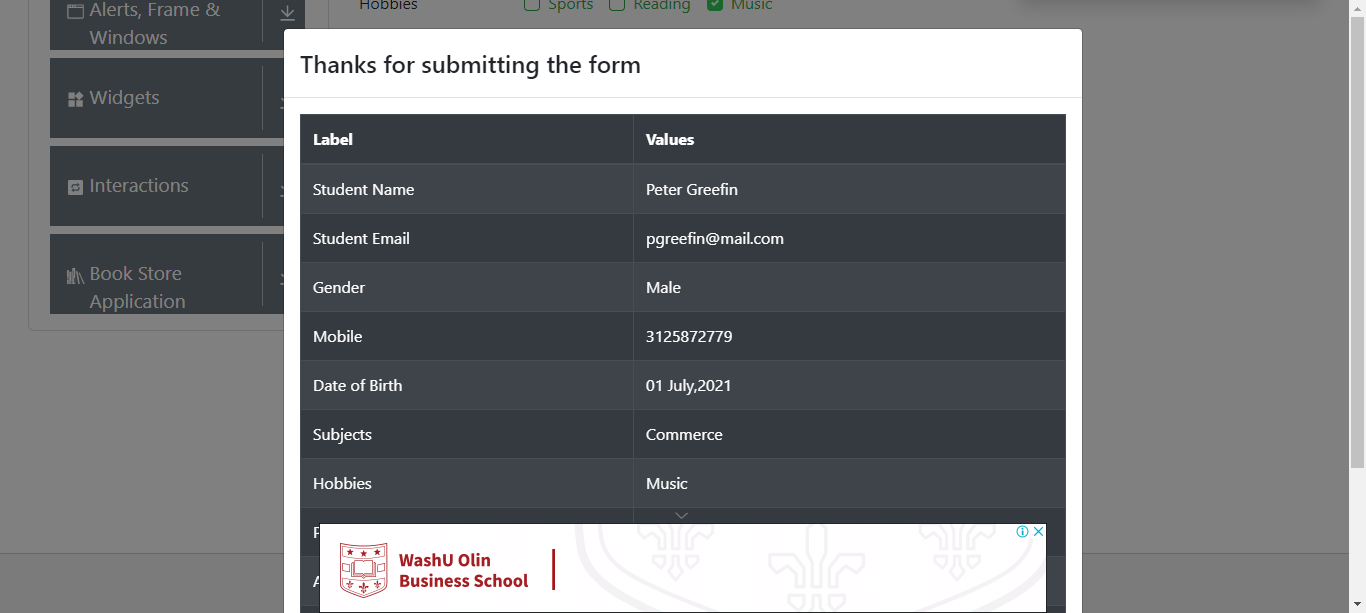 Alerts, Frame &
Windows
Hobbies Sports Reading Music
Thanks for submitting the form
Widgets
Interactions
Book Store
Application
Label Values
Student Name Peter Greefin
Student Email pgreefin@mail.com
Gender Male
Mobile 3125872779
Date of Birth 01 July,2021
Subjects Commerce
Hobbies Music
WashU Olin
Business School